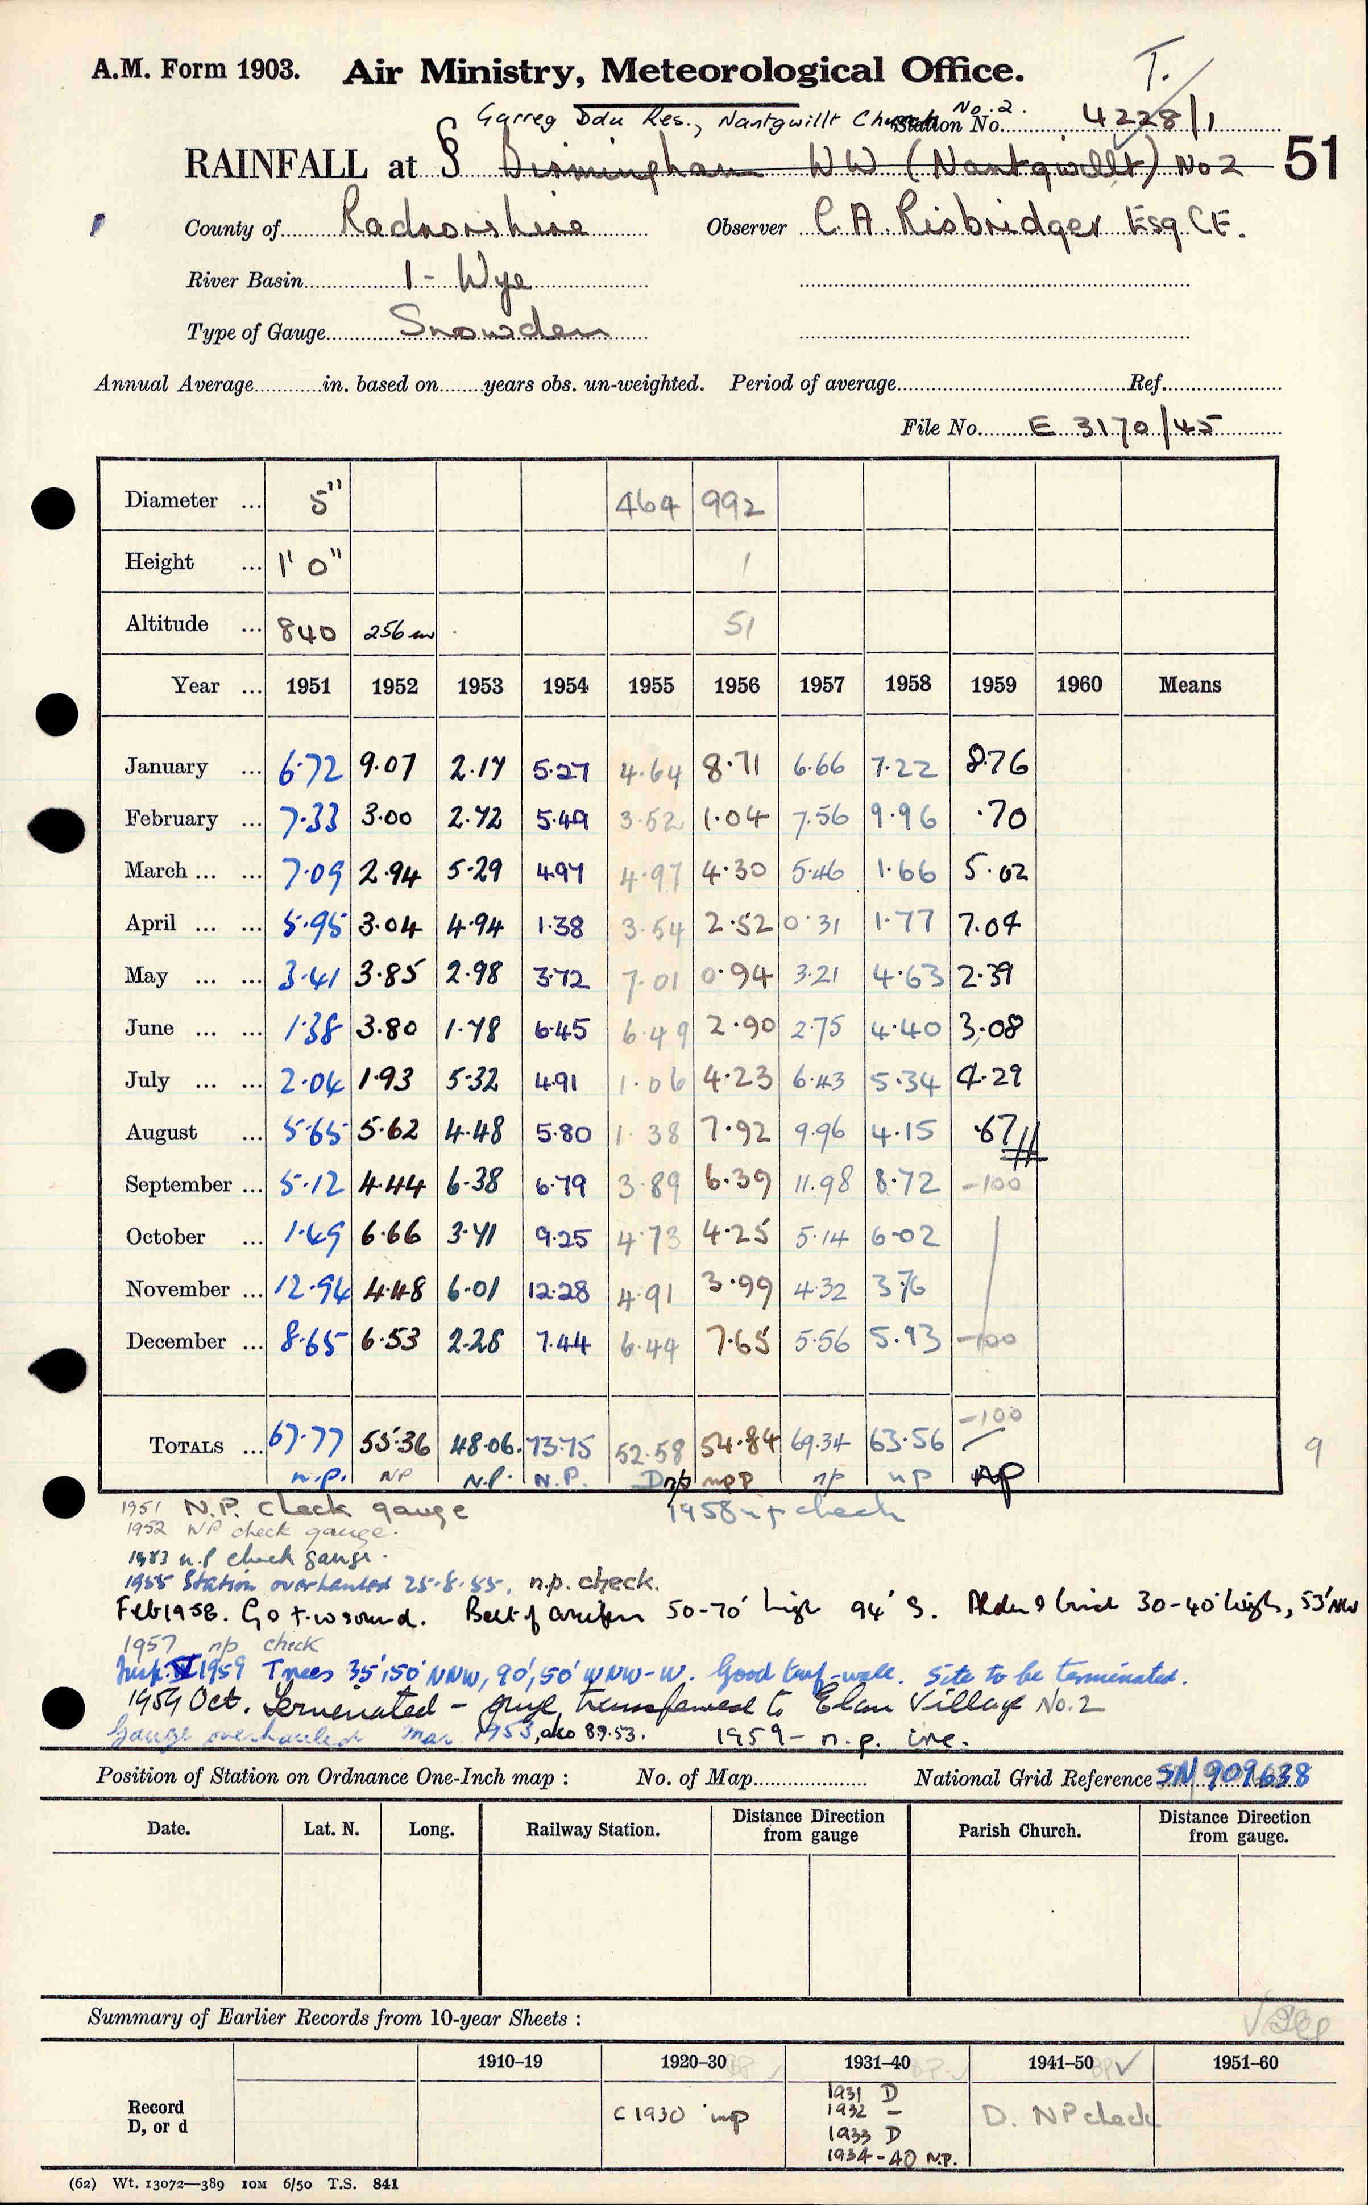 A.M. Form 1903. Air Ministry, Meteorological Office. T.
Garreg Ddu Res., Nantgwillt Church No. 2. Station No. 4228/1
RAINFALL at § Birmingham WW (Nantgwillt) No 2 51
County of Radnorshire Observer C. A. Risbridger Esq CE.
River Basin 1 - Wye
Type of Gauge Snowden
Annual Average in. based on years obs. un-weighted. Period of average Ref.
File No. E 3170/45
Diameter ... 5" 464 992
Height ... 1' 0" 1
Altitude ... 840 256m 51
Year ... 1951 1952 1953 1954 1955 1956 1957 1958 1959 1960 Means
January ... 6.72 9.07 2.17 5.27 4.64 8.71 6.66 7.22 8.76
February ... 7.33 3.00 2.72 5.49 3.52 1.04 7.56 9.96 .70
March ... ... 7.09 2.94 5.29 4.97 4.97 4.30 5.46 1.66 5.02
April ... ... 5.95 3.04 4.94 1.38 3.54 2.52 0.31 1.77 7.04
May ... ... 3.41 3.85 2.98 3.72 7.01 0.94 3.21 4.63 2.39
June ... ... 1.38 3.80 1.48 6.45 6.49 2.90 2.75 4.40 3.08
July ... ... 2.04 1.93 5.32 4.91 1.06 4.23 6.43 5.34 4.29
August ... 5.65 5.62 4.48 5.80 1.38 7.92 9.96 4.15 .67
September ... 5.12 4.44 6.38 6.79 3.89 6.39 11.98 8.72 -100
October ... 1.49 6.66 3.41 9.25 4.73 4.25 5.14 6.02
November ... 12.94 4.48 6.01 12.28 4.91 3.99 4.32 3.76
December ... 8.65 6.53 2.28 7.44 6.44 7.65 5.56 5.93 -100
-100
TOTALS ... 67.77 55.36 48.06 73.75 52.58 54.84 69.34 63.56 9
n.p. NP N.P. N.P. D np np p np np NP
1951 N.P. check gauge 1958 n p check
1952 NP check gauge.
1953 n.p check gauge.
1955 Station overhauled 25.8.55, n.p. check.
Feb 1958. Go t.w sound. Belt of conifers 50-70' high 94' S. Alder & bird 30-40' high, 53' NW
1957 np check
Insp. 1959 Trees 35',50' NNW, 90',50' WNW-W. Good turf-wall. Site to be terminated.
1959 Oct. Terminated - gauge transferred to Elan Village No. 2
Gauge overhauled Mar. 1953, also 8.9.53. 1959 - n.p. inc.
Position of Station on Ordnance One-Inch map : No. of Map National Grid Reference SN 909638
Date. Lat. N. Long. Railway Station. Distance Direction from gauge Parish Church. Distance Direction from gauge.
Summary of Earlier Records from 10-year Sheets :
1910–19 1920–30 1931–40 1941–50 1951–60
Record D, or d C 1930 np D. NP check
1931 D
1932 -
1933 D
1934-40 N.P.
(62) Wt. 13072—389 10M 6/50 T.S. 841